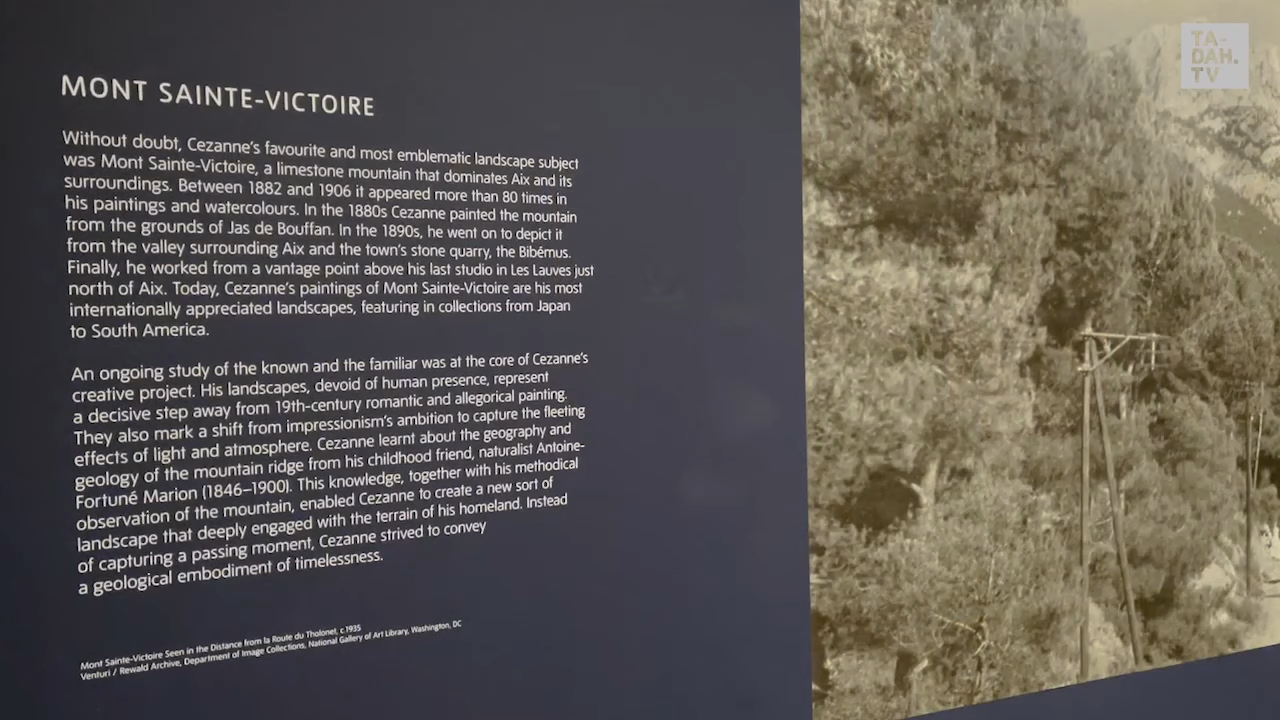 MONT SAINTE-VICTOIRE
Without doubt, Cezanne's favourite and most emblematic landscape subject
was Mont Sainte-Victoire, a limestone mountain that dominates Aix and its
surroundings. Between 1882 and 1906 it appeared more than 80 times in
his paintings and watercolours. In the 1880s Cezanne painted the mountain
from the grounds of Jas de Bouffan. In the 1890s, he went on to depict it
from the valley surrounding Aix and the town's stone quarry, the Bibémus.
Finally, he worked from a vantage point above his last studio in Les Lauves just
north of Aix. Today, Cezanne's paintings of Mont Sainte-Victoire are his most
internationally appreciated landscapes, featuring in collections from Japan
to South America.
An ongoing study of the known and the familiar was at the core of Cezanne's
creative project. His landscapes, devoid of human presence, represent
a decisive step away from 19th-century romantic and allegorical painting.
They also mark a shift from impressionism's ambition to capture the fleeting
effects of light and atmosphere. Cezanne learnt about the geography and
geology of the mountain ridge from his childhood friend, naturalist Antoine-
Fortuné Marion (1846–1900). This knowledge, together with his methodical
observation of the mountain, enabled Cezanne to create a new sort of
landscape that deeply engaged with the terrain of his homeland. Instead
of capturing a passing moment, Cezanne strived to convey
a geological embodiment of timelessness.
Mont Sainte-Victoire Seen in the Distance from la Route du Tholonet, c.1935
Venturi / Rewald Archive, Department of Image Collections, National Gallery of Art Library, Washington, DC
TA-
DAH.
TV